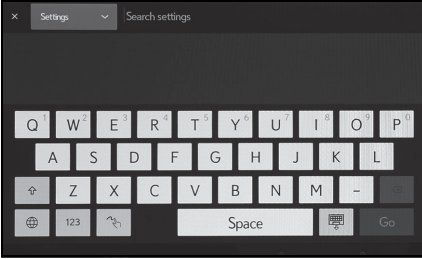 × Settings Search settings
Q 1 W 2 E 3 R 4 T 5 Y 6 U 7 I 8 O 9 P 0
A S D F G H J K L
Z X C V B N M –
123 Space Go